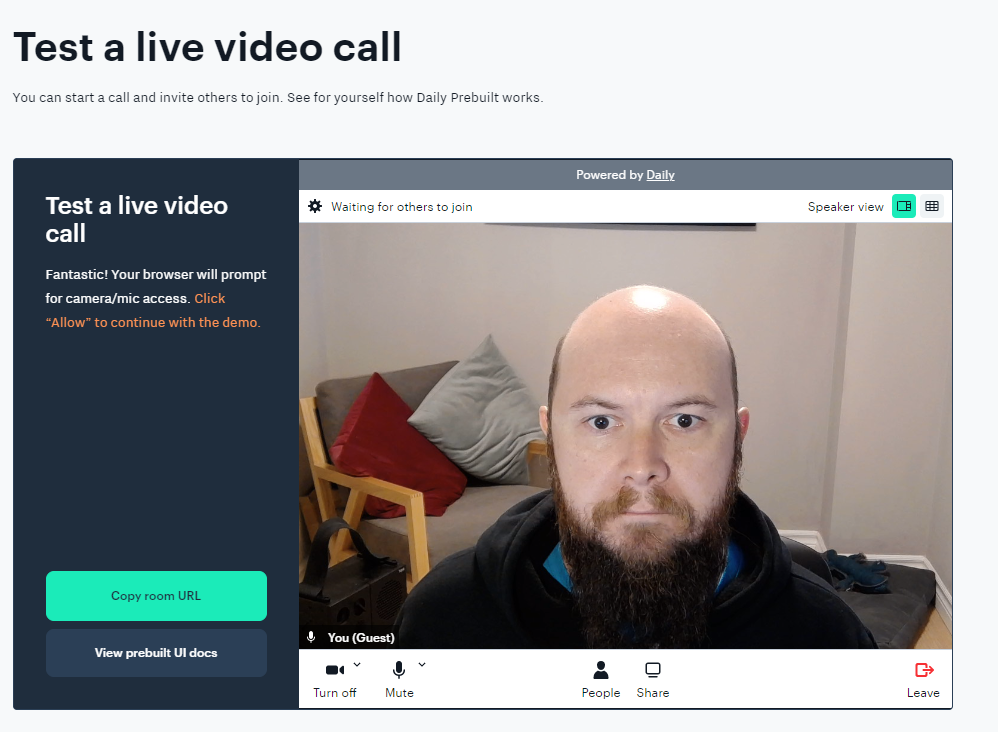 Test a live video call
You can start a call and invite others to join. See for yourself how Daily Prebuilt works.
Test a live video
call
Fantastic! Your browser will prompt
for camera/mic access. Click
“Allow” to continue with the demo.
Copy room URL
View prebuilt UI docs
Powered by Daily
Waiting for others to join
Speaker view
You (Guest)
Turn off
Mute
People
Share
Leave